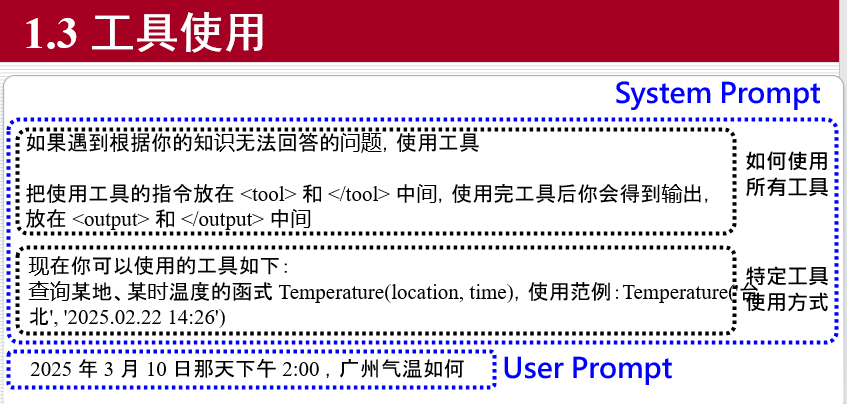 1.3 工具使用
System Prompt
如果遇到根据你的知识无法回答的问题, 使用工具
把使用工具的指令放在 <tool> 和 </tool> 中间, 使用完工具后你会得到输出,
放在 <output> 和 </output> 中间
如何使用
所有工具
现在你可以使用的工具如下:
查询某地、某时温度的函式 Temperature(location, time), 使用范例: Temperature('台
北', '2025.02.22 14:26')
特定工具
使用方式
2025 年 3 月 10 日那天下午 2:00 , 广州气温如何
User Prompt